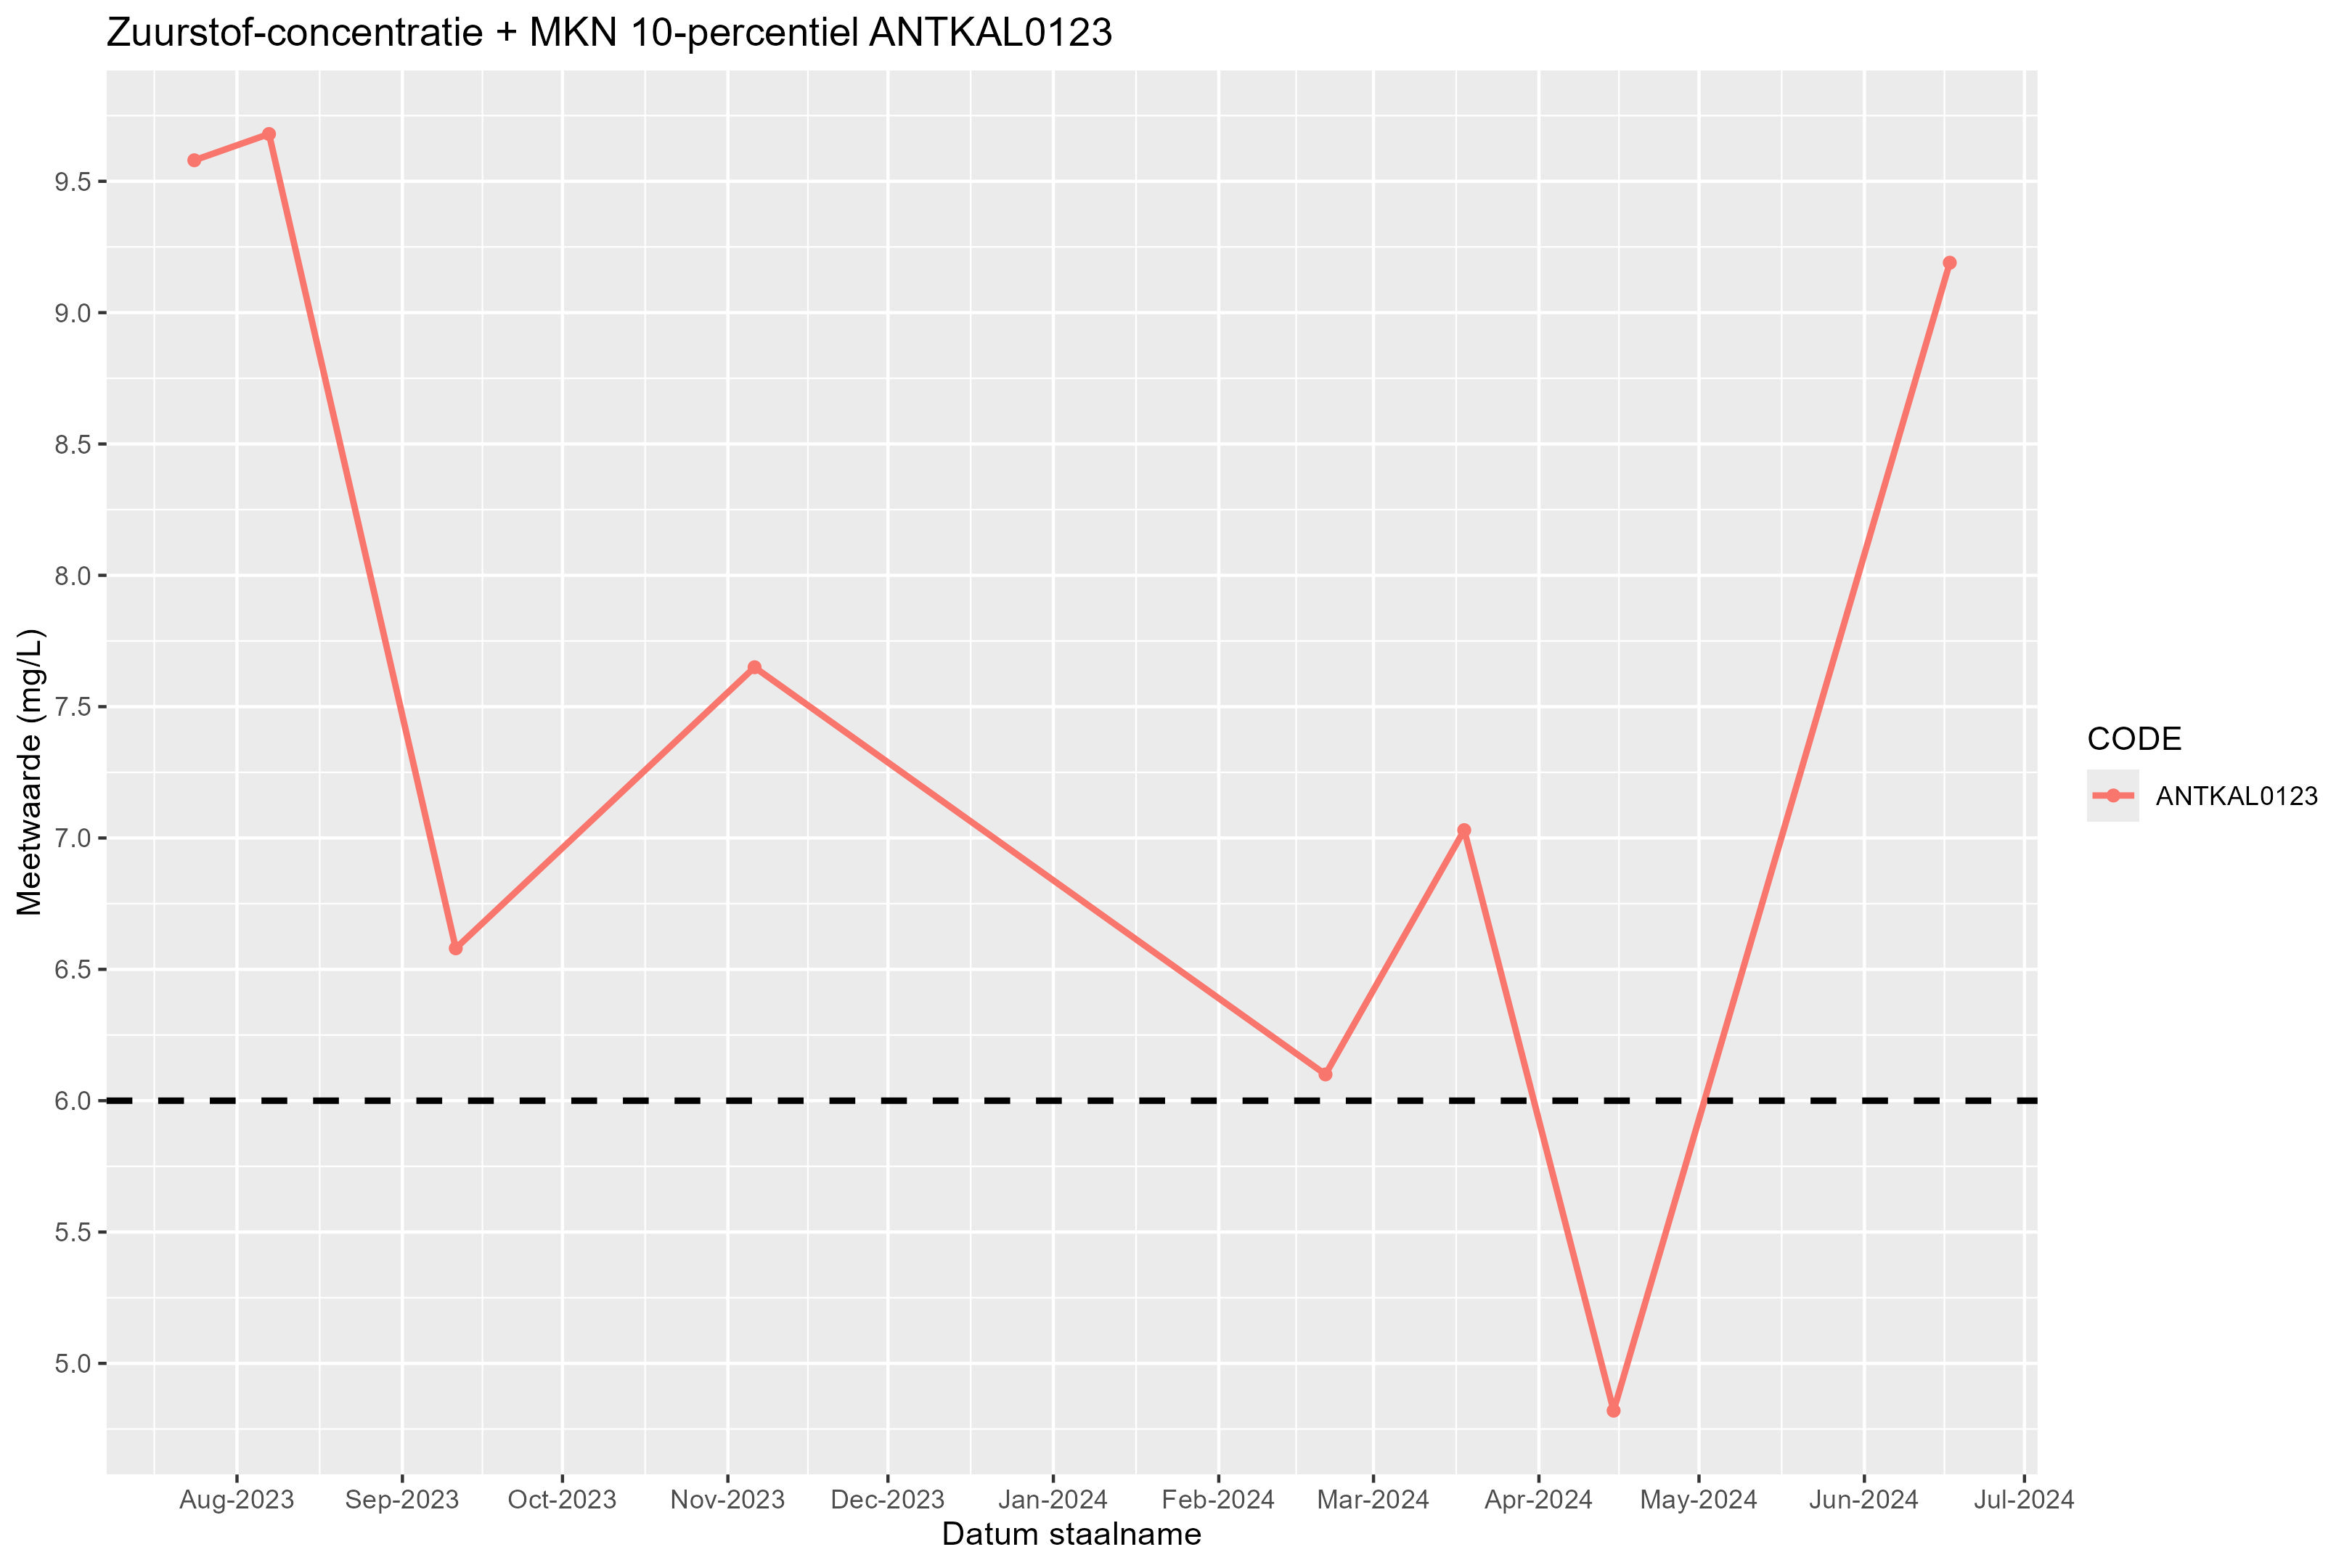 Zuurstof-concentratie + MKN 10-percentiel ANTKAL0123
Meetwaarde (mg/L)
9.5
9.0
8.5
8.0
7.5
7.0
6.5
6.0
5.5
5.0
CODE
ANTKAL0123
Aug-2023 Sep-2023 Oct-2023 Nov-2023 Dec-2023 Jan-2024 Feb-2024 Mar-2024 Apr-2024 May-2024 Jun-2024 Jul-2024
Datum staalname